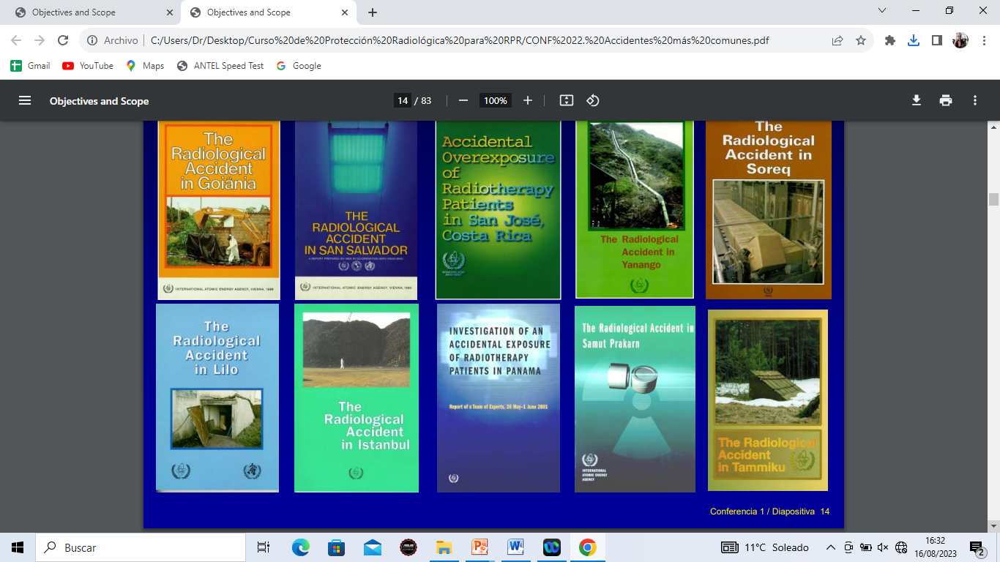 Objectives and Scope
Objectives and Scope
Archivo
C:/Users/Dr/Desktop/Curso%20de%20Protección%20Radiológica%20para%20RPR/CONF%2022.%20Accidentes%20más%20comunes.pdf
Gmail
YouTube
Maps
ANTEL Speed Test
Google
Objectives and Scope
14 / 83
100%
The
Radiological
Accident
in Goiânia
INTERNATIONAL ATOMIC ENERGY AGENCY, VIENNA, 1988
THE
RADIOLOGICAL
ACCIDENT
IN SAN SALVADOR
A REPORT PREPARED BY IAEA IN CO-OPERATION WITH PAHO/WHO
INTERNATIONAL ATOMIC ENERGY AGENCY, VIENNA, 1990
Accidental
Overexposure
of
Radiotherapy
Patients
in San José,
Costa Rica
The Radiological
Accident in
Yanango
The
Radiological
Accident in
Soreq
The
Radiological
Accident
in Lilo
The
Radiological
Accident
in Istanbul
INVESTIGATION OF AN
ACCIDENTAL EXPOSURE
OF RADIOTHERAPY
PATIENTS IN PANAMA
Report of a Team of Experts, 26 May–1 June 2001
The Radiological Accident in
Samut Prakarn
INTERNATIONAL
ATOMIC ENERGY
AGENCY
The Radiological
Accident
in Tammiku
Conferencia 1 / Diapositiva 14
Buscar
11°C Soleado
16:32
16/08/2023
2